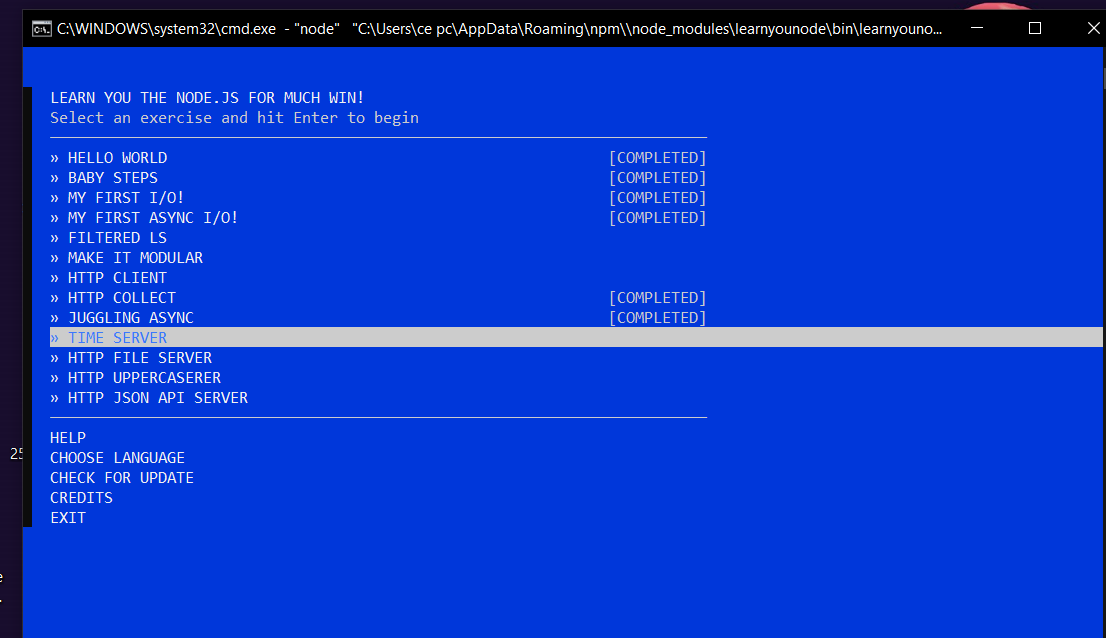 C:\WINDOWS\system32\cmd.exe - "node" "C:\Users\ce pc\AppData\Roaming\npm\\node_modules\learnyounode\bin\learnyouno...
LEARN YOU THE NODE.JS FOR MUCH WIN!
Select an exercise and hit Enter to begin
» HELLO WORLD [COMPLETED]
» BABY STEPS [COMPLETED]
» MY FIRST I/O! [COMPLETED]
» MY FIRST ASYNC I/O! [COMPLETED]
» FILTERED LS
» MAKE IT MODULAR
» HTTP CLIENT
» HTTP COLLECT [COMPLETED]
» JUGGLING ASYNC [COMPLETED]
» TIME SERVER
» HTTP FILE SERVER
» HTTP UPPERCASERER
» HTTP JSON API SERVER
HELP
25
CHOOSE LANGUAGE
CHECK FOR UPDATE
CREDITS
EXIT